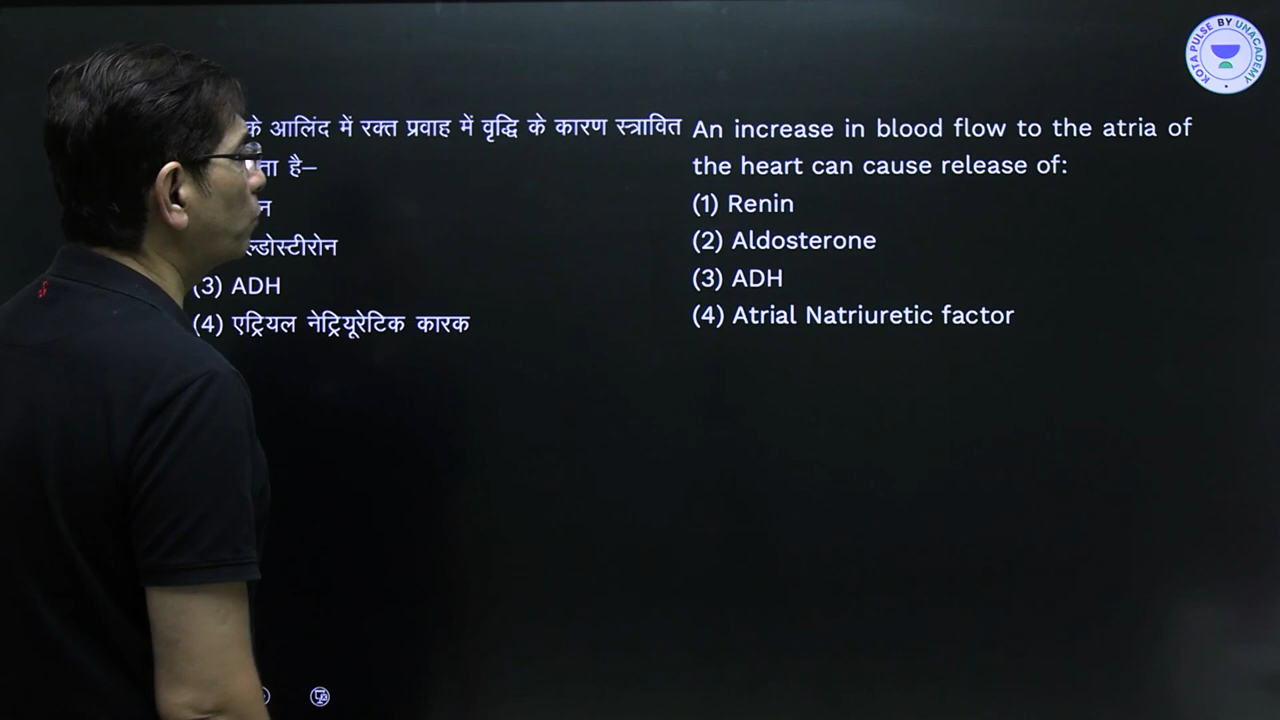 के आलिंद में रक्त प्रवाह में वृद्धि के कारण स्त्रावित
है–
(3) ADH
(4) एट्रियल नेट्रियूरेटिक कारक
An increase in blood flow to the atria of
the heart can cause release of:
(1) Renin
(2) Aldosterone
(3) ADH
(4) Atrial Natriuretic factor
KOTA PULSE BY UNACADEMY